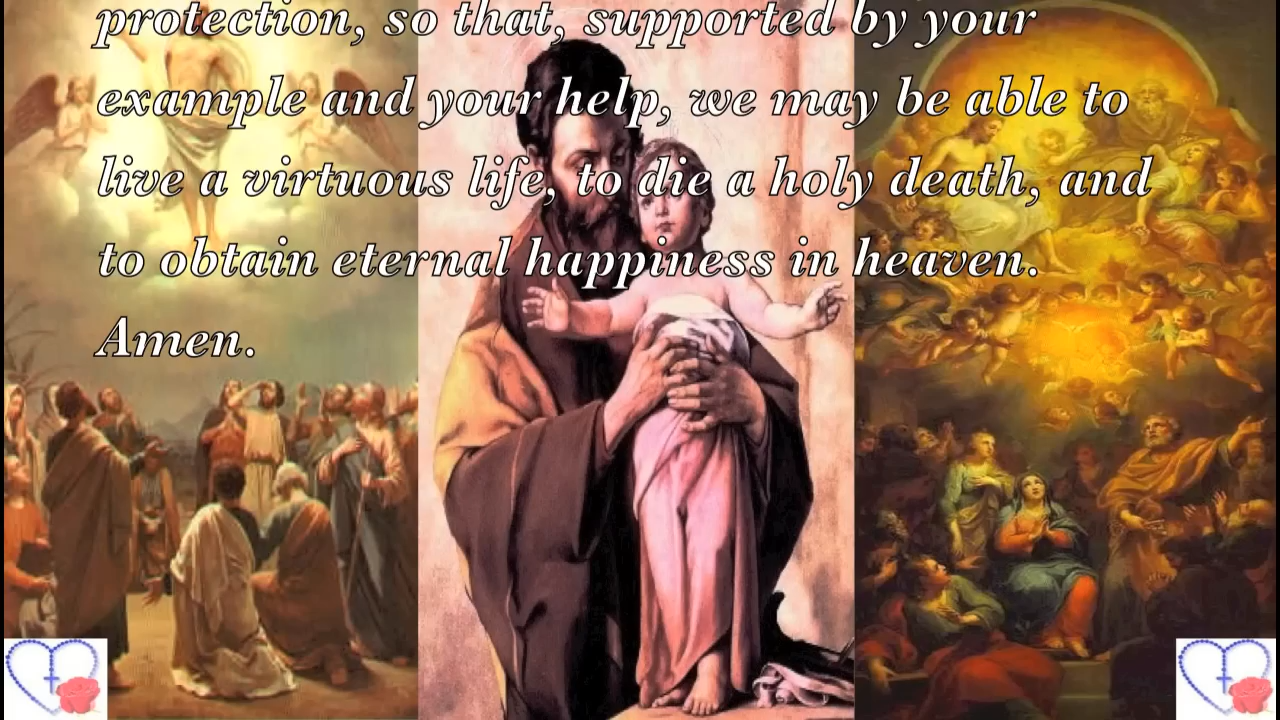 protection, so that, supported by your
example and your help, we may be able to
live a virtuous life, to die a holy death, and
to obtain eternal happiness in heaven.
Amen.